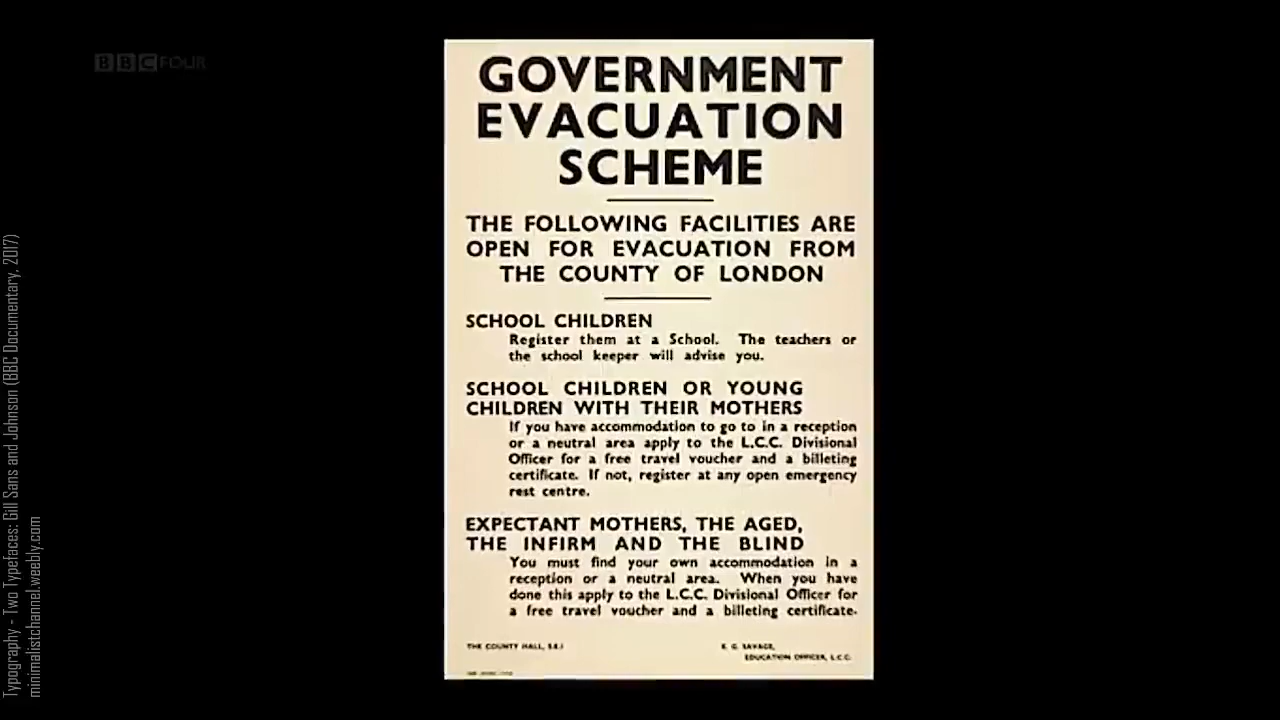 BBC FOUR
GOVERNMENT
EVACUATION
SCHEME
THE FOLLOWING FACILITIES ARE
OPEN FOR EVACUATION FROM
THE COUNTY OF LONDON
SCHOOL CHILDREN
Register them at a School. The teachers or
the school keeper will advise you.
SCHOOL CHILDREN OR YOUNG
CHILDREN WITH THEIR MOTHERS
If you have accommodation to go to in a reception
or a neutral area apply to the L.C.C. Divisional
Officer for a free travel voucher and a billeting
certificate. If not, register at any open emergency
rest centre.
EXPECTANT MOTHERS, THE AGED,
THE INFIRM AND THE BLIND
You must find your own accommodation in a
reception or a neutral area. When you have
done this apply to the L.C.C. Divisional Officer for
a free travel voucher and a billeting certificate.
THE COUNTY HALL, S.E.1
E. G. SAVAGE,
EDUCATION OFFICER, L.C.C.
Typography - Two Typefaces: Gill Sans and Johnson (BBC Documentary, 2017)
minimalistchannel.weebly.com